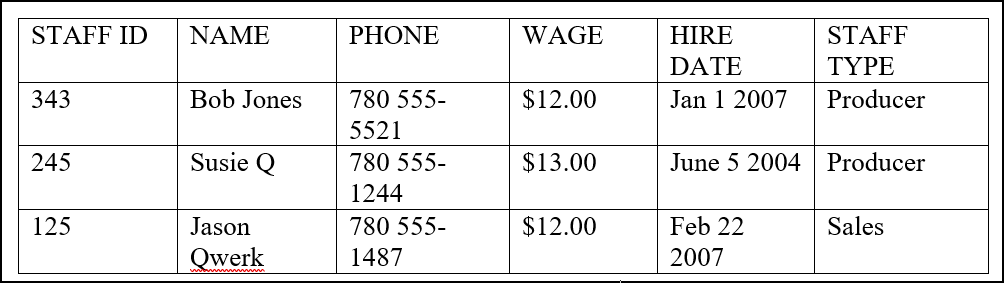 STAFF ID NAME PHONE WAGE HIRE STAFF
DATE TYPE
343 Bob Jones 780 555- $12.00 Jan 1 2007 Producer
5521
245 Susie Q 780 555- $13.00 June 5 2004 Producer
1244
125 Jason 780 555- $12.00 Feb 22 Sales
Qwerk 1487 2007